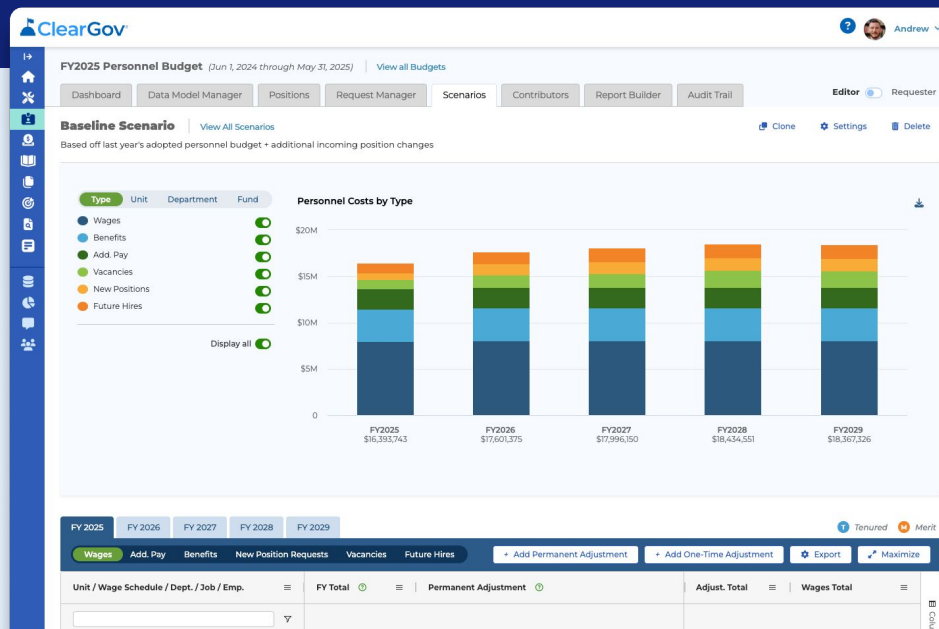 ClearGov
? Andrew
FY2025 Personnel Budget (Jun 1, 2024 through May 31, 2025) View all Budgets
Dashboard Data Model Manager Positions Request Manager Scenarios Contributors Report Builder Audit Trail Editor Requester
Baseline Scenario View All Scenarios Clone Settings Delete
Based off last year's adopted personnel budget + additional incoming position changes
Type Unit Department Fund
Wages
Benefits
Add. Pay
Vacancies
New Positions
Future Hires
Display all
Personnel Costs by Type
$20M
$15M
$10M
$5M
0
FY2025 FY2026 FY2027 FY2028 FY2029
$16,393,743 $17,601,375 $17,996,150 $18,434,551 $18,367,326
FY 2025 FY 2026 FY 2027 FY 2028 FY 2029 T Tenured M Merit
Wages Add. Pay Benefits New Position Requests Vacancies Future Hires + Add Permanent Adjustment + Add One-Time Adjustment Export Maximize
Unit / Wage Schedule / Dept. / Job / Emp. FY Total ? Permanent Adjustment ? Adjust. Total Wages Total